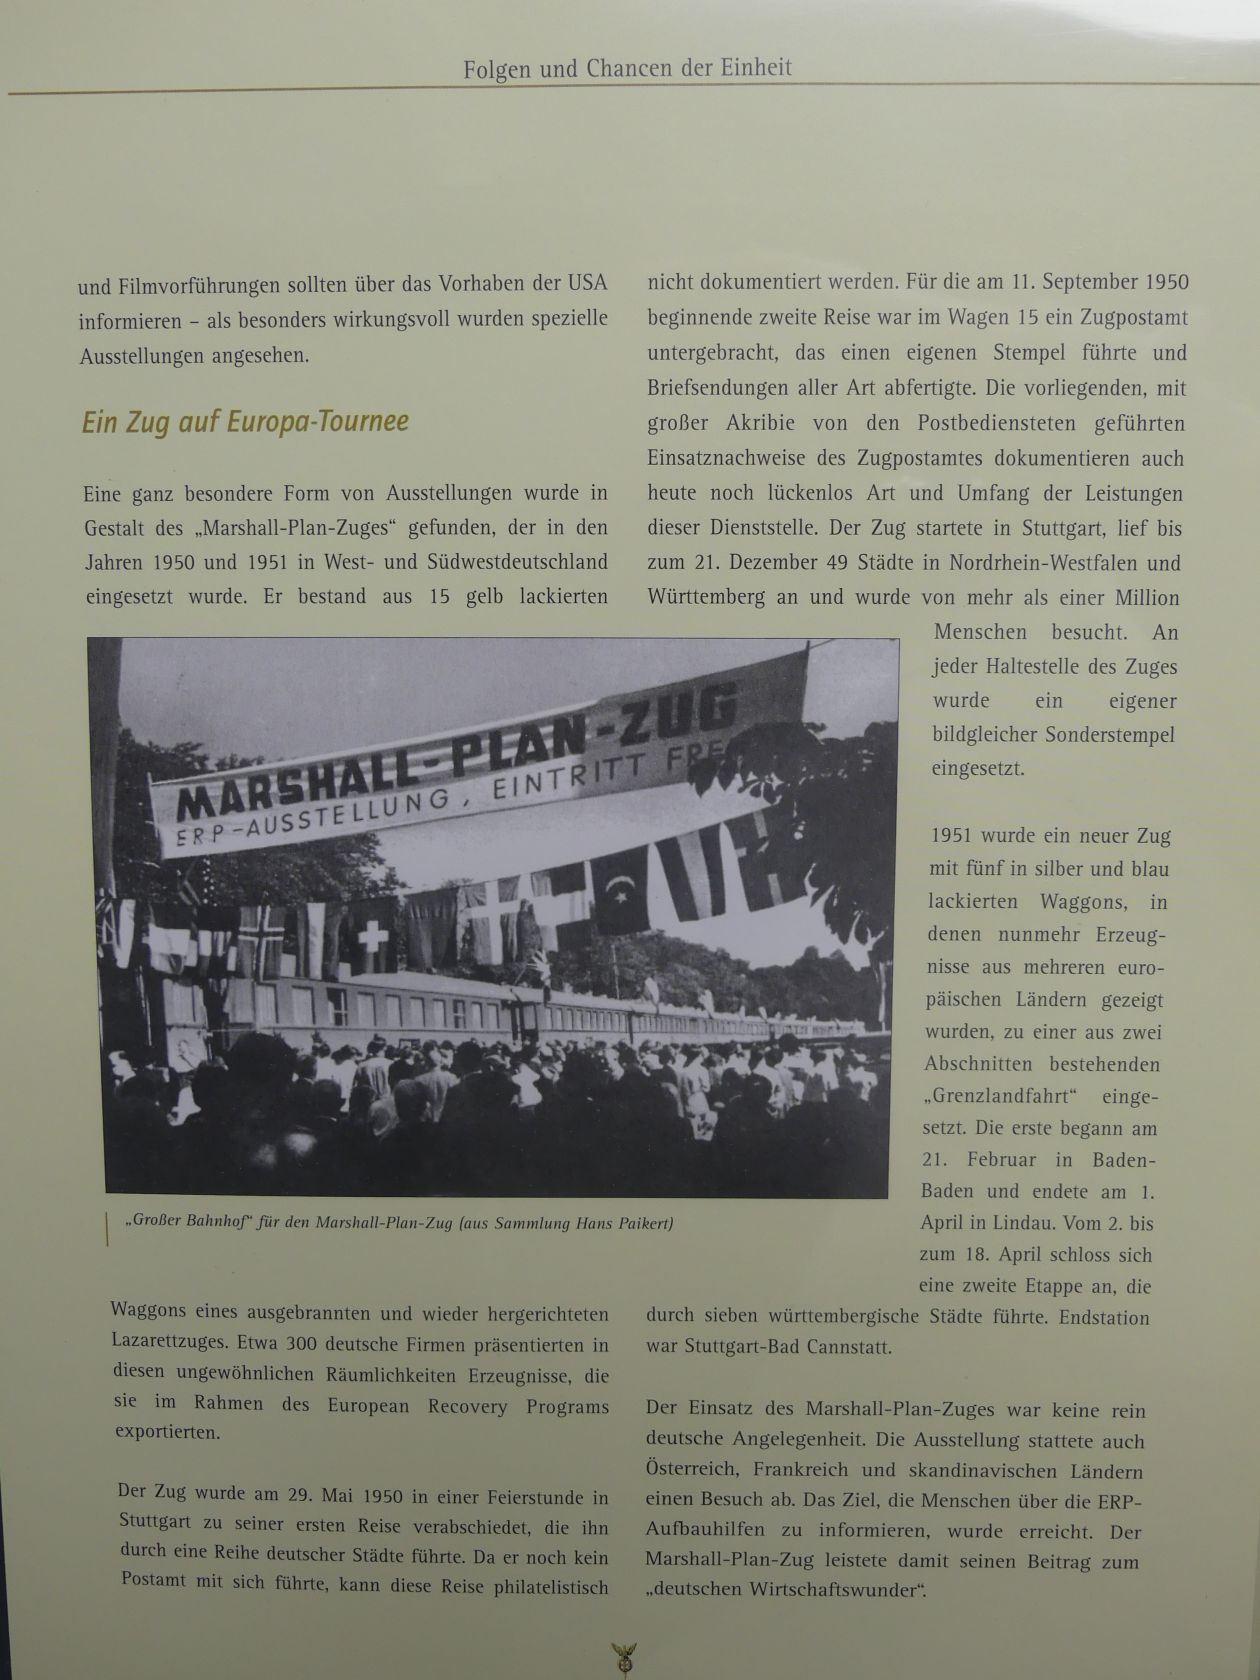 Folgen und Chancen der Einheit
und Filmvorführungen sollten über das Vorhaben der USA
informieren – als besonders wirkungsvoll wurden spezielle
Ausstellungen angesehen.
Ein Zug auf Europa-Tournee
Eine ganz besondere Form von Ausstellungen wurde in
Gestalt des „Marshall-Plan-Zuges“ gefunden, der in den
Jahren 1950 und 1951 in West- und Südwestdeutschland
eingesetzt wurde. Er bestand aus 15 gelb lackierten
MARSHALL-PLAN-ZUG
ERP-AUSSTELLUNG, EINTRITT FREI
„Großer Bahnhof“ für den Marshall-Plan-Zug (aus Sammlung Hans Paikert)
Waggons eines ausgebrannten und wieder hergerichteten
Lazarettzuges. Etwa 300 deutsche Firmen präsentierten in
diesen ungewöhnlichen Räumlichkeiten Erzeugnisse, die
sie im Rahmen des European Recovery Programs
exportierten.
Der Zug wurde am 29. Mai 1950 in einer Feierstunde in
Stuttgart zu seiner ersten Reise verabschiedet, die ihn
durch eine Reihe deutscher Städte führte. Da er noch kein
Postamt mit sich führte, kann diese Reise philatelistisch
nicht dokumentiert werden. Für die am 11. September 1950
beginnende zweite Reise war im Wagen 15 ein Zugpostamt
untergebracht, das einen eigenen Stempel führte und
Briefsendungen aller Art abfertigte. Die vorliegenden, mit
großer Akribie von den Postbediensteten geführten
Einsatznachweise des Zugpostamtes dokumentieren auch
heute noch lückenlos Art und Umfang der Leistungen
dieser Dienststelle. Der Zug startete in Stuttgart, lief bis
zum 21. Dezember 49 Städte in Nordrhein-Westfalen und
Württemberg an und wurde von mehr als einer Million
Menschen besucht. An
jeder Haltestelle des Zuges
wurde ein eigener
bildgleicher Sonderstempel
eingesetzt.
1951 wurde ein neuer Zug
mit fünf in silber und blau
lackierten Waggons, in
denen nunmehr Erzeug-
nisse aus mehreren euro-
päischen Ländern gezeigt
wurden, zu einer aus zwei
Abschnitten bestehenden
„Grenzlandfahrt“ einge-
setzt. Die erste begann am
21. Februar in Baden-
Baden und endete am 1.
April in Lindau. Vom 2. bis
zum 18. April schloss sich
eine zweite Etappe an, die
durch sieben württembergische Städte führte. Endstation
war Stuttgart-Bad Cannstatt.
Der Einsatz des Marshall-Plan-Zuges war keine rein
deutsche Angelegenheit. Die Ausstellung stattete auch
Österreich, Frankreich und skandinavischen Ländern
einen Besuch ab. Das Ziel, die Menschen über die ERP-
Aufbauhilfen zu informieren, wurde erreicht. Der
Marshall-Plan-Zug leistete damit seinen Beitrag zum
„deutschen Wirtschaftswunder“.